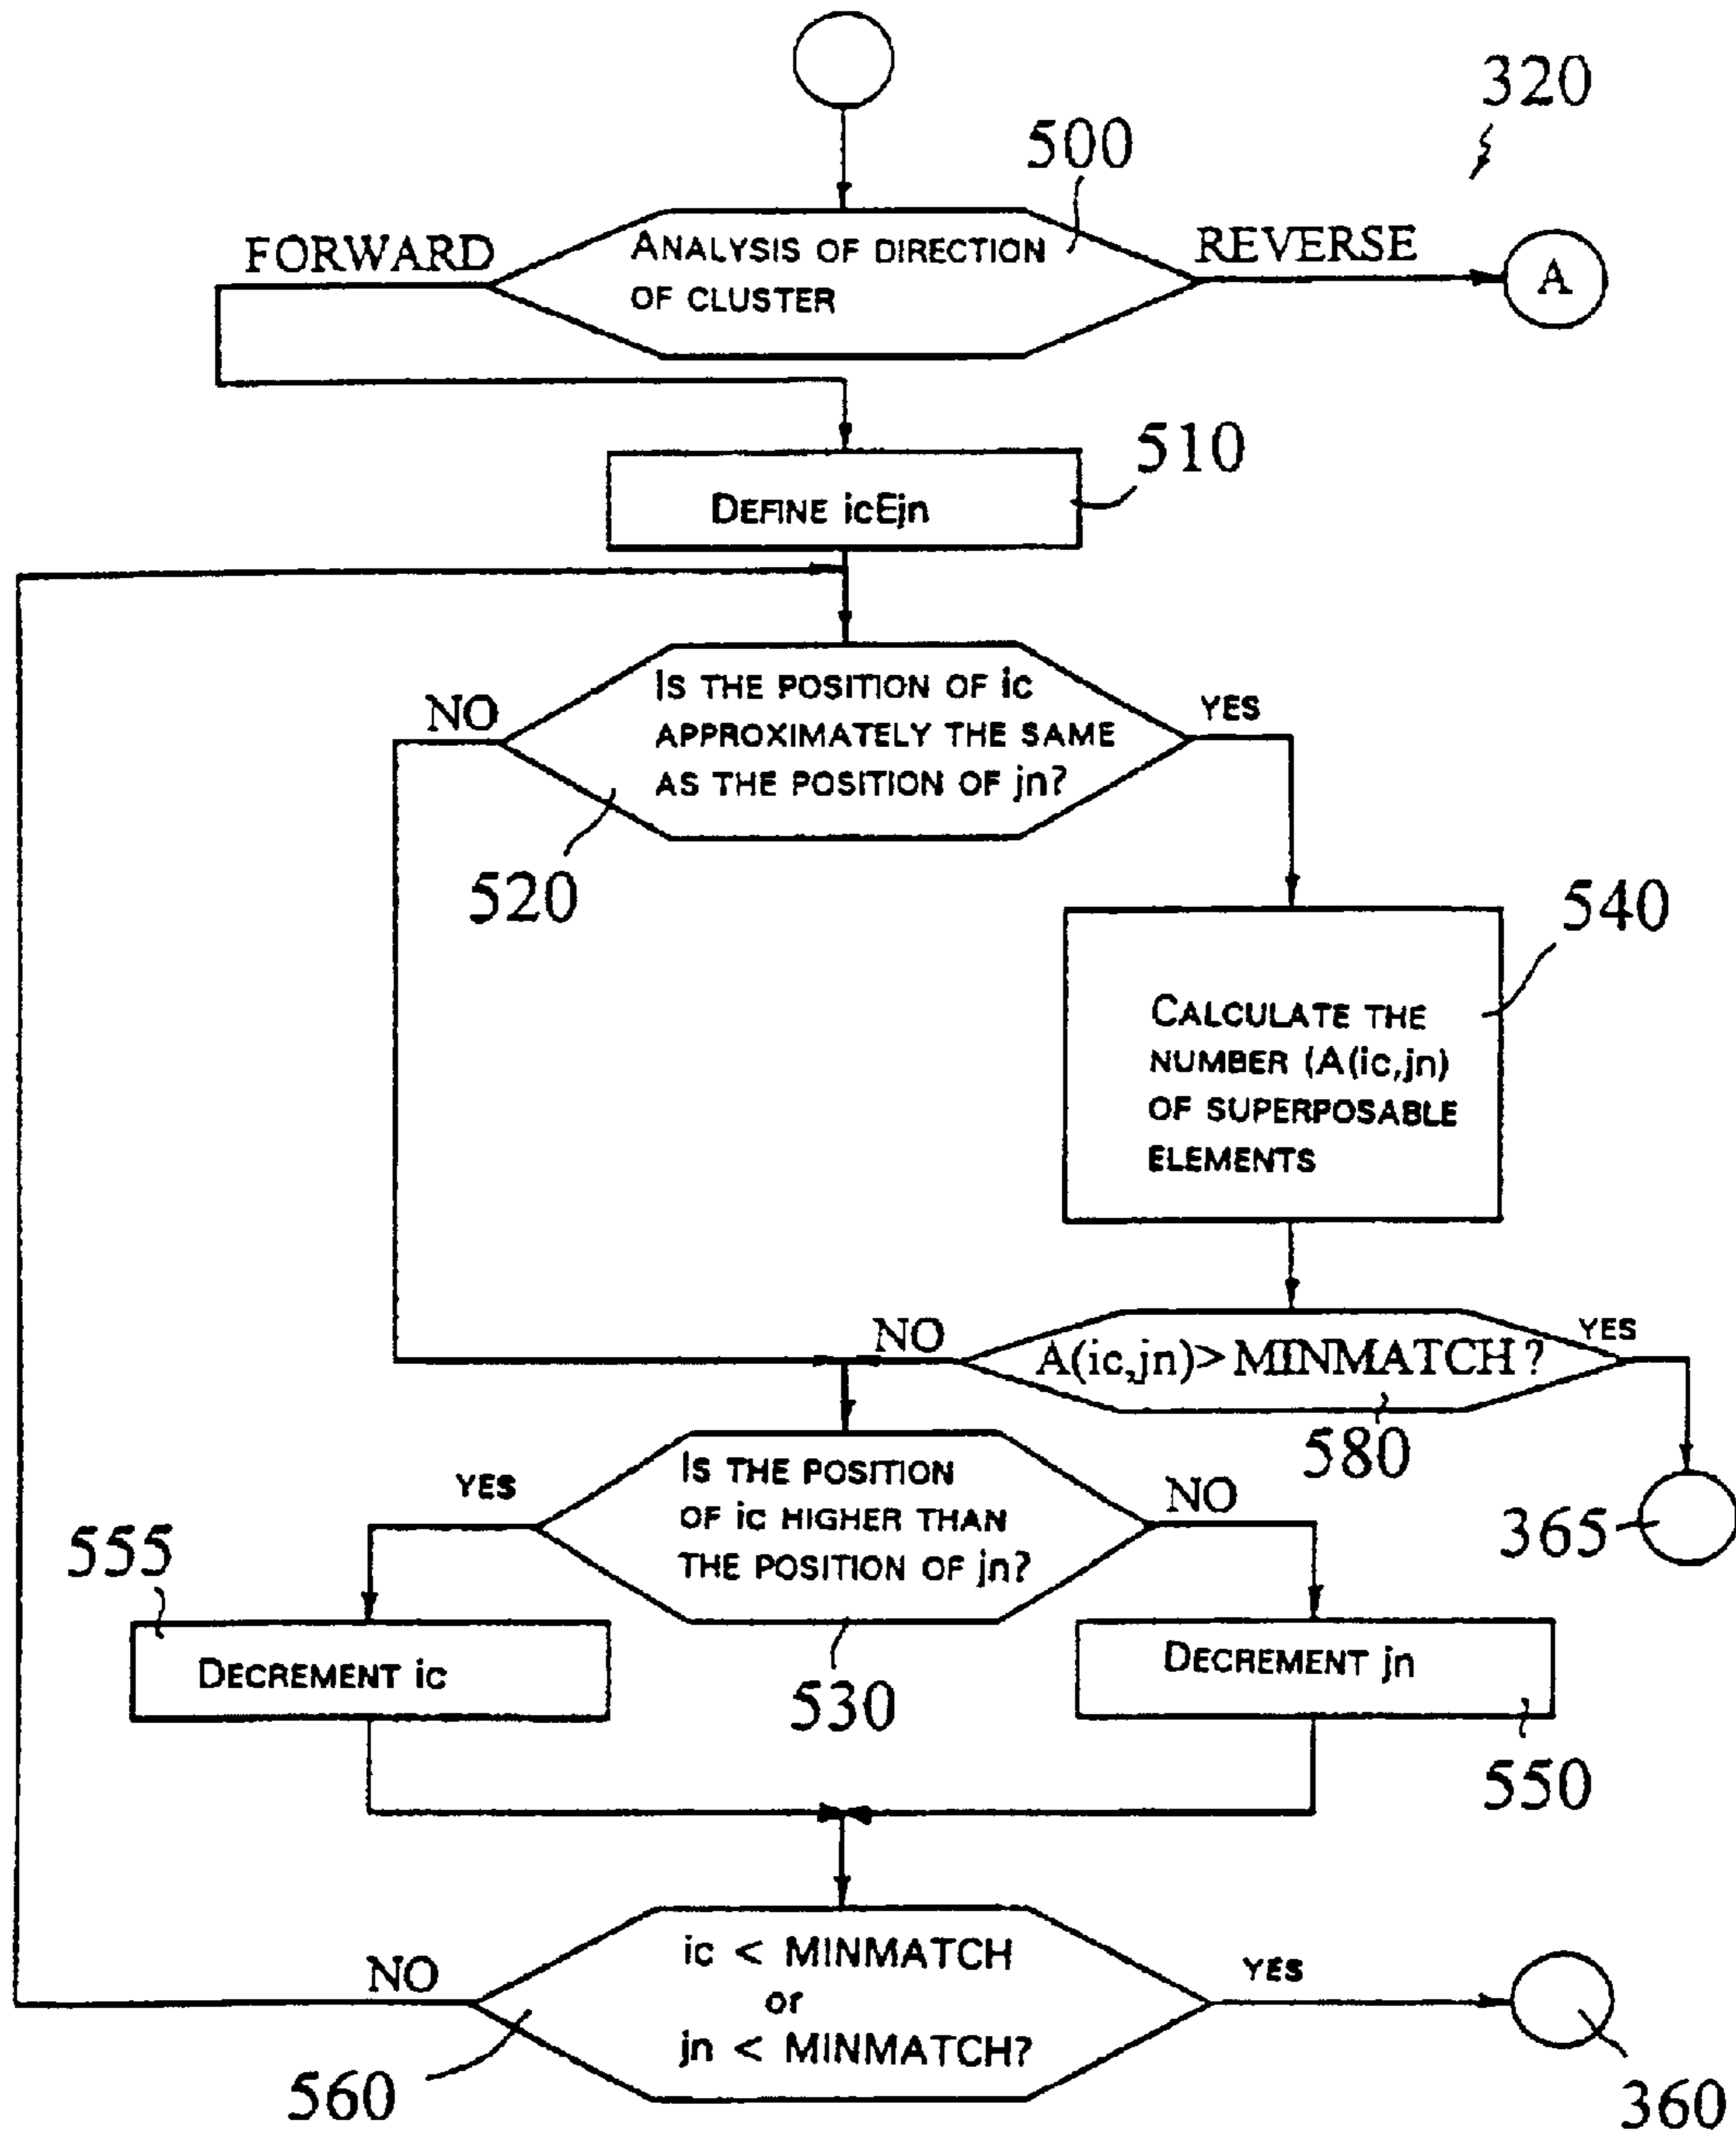 320
500
FORWARD
ANALYSIS OF DIRECTION
OF CLUSTER
REVERSE
A
510
DEFINE icEjn
NO
IS THE POSITION OF ic
APPROXIMATELY THE SAME
AS THE POSITION OF jn?
YES
520
540
CALCULATE THE
NUMBER (A(ic,jn)
OF SUPERPOSABLE
ELEMENTS
NO
A(ic,jn)>MINMATCH?
YES
580
YES
IS THE POSITION
OF ic HIGHER THAN
THE POSITION OF jn?
NO
365
555
DECREMENT ic
530
DECREMENT jn
550
NO
ic < MINMATCH
or
jn < MINMATCH?
YES
560
360